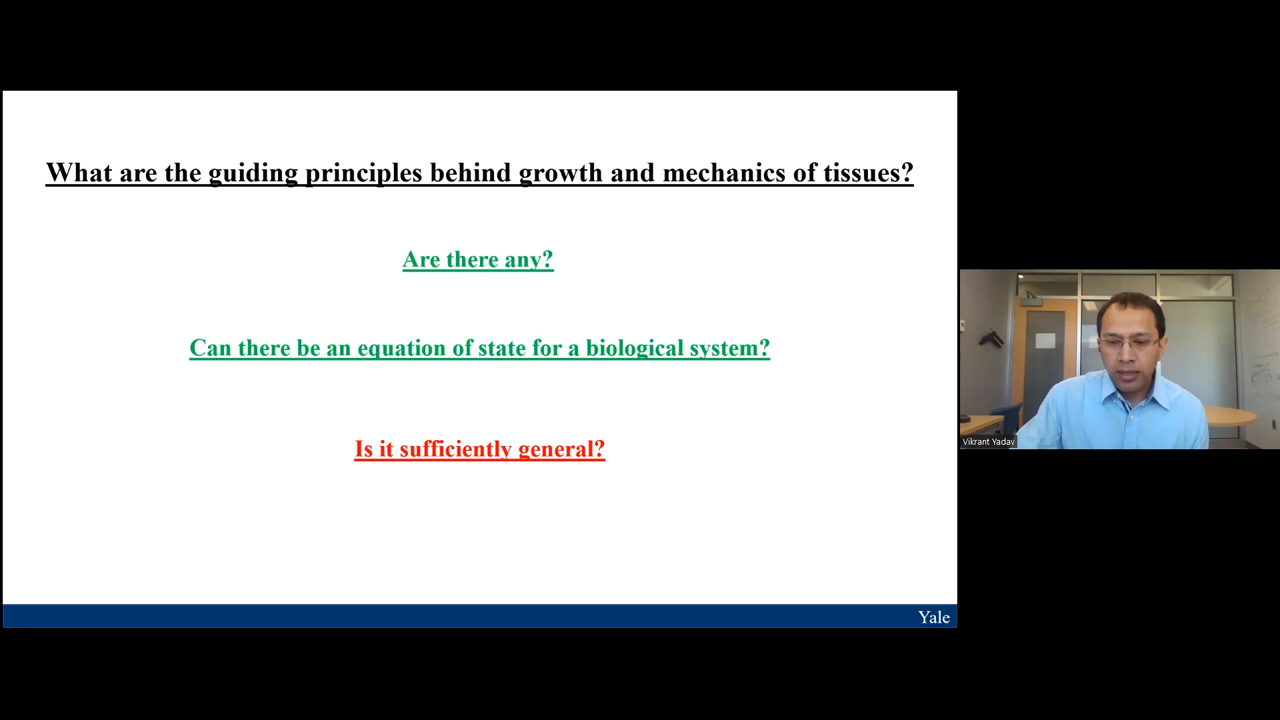 What are the guiding principles behind growth and mechanics of tissues?
Are there any?
Can there be an equation of state for a biological system?
Is it sufficiently general?
Yale
Vikrant Yadav